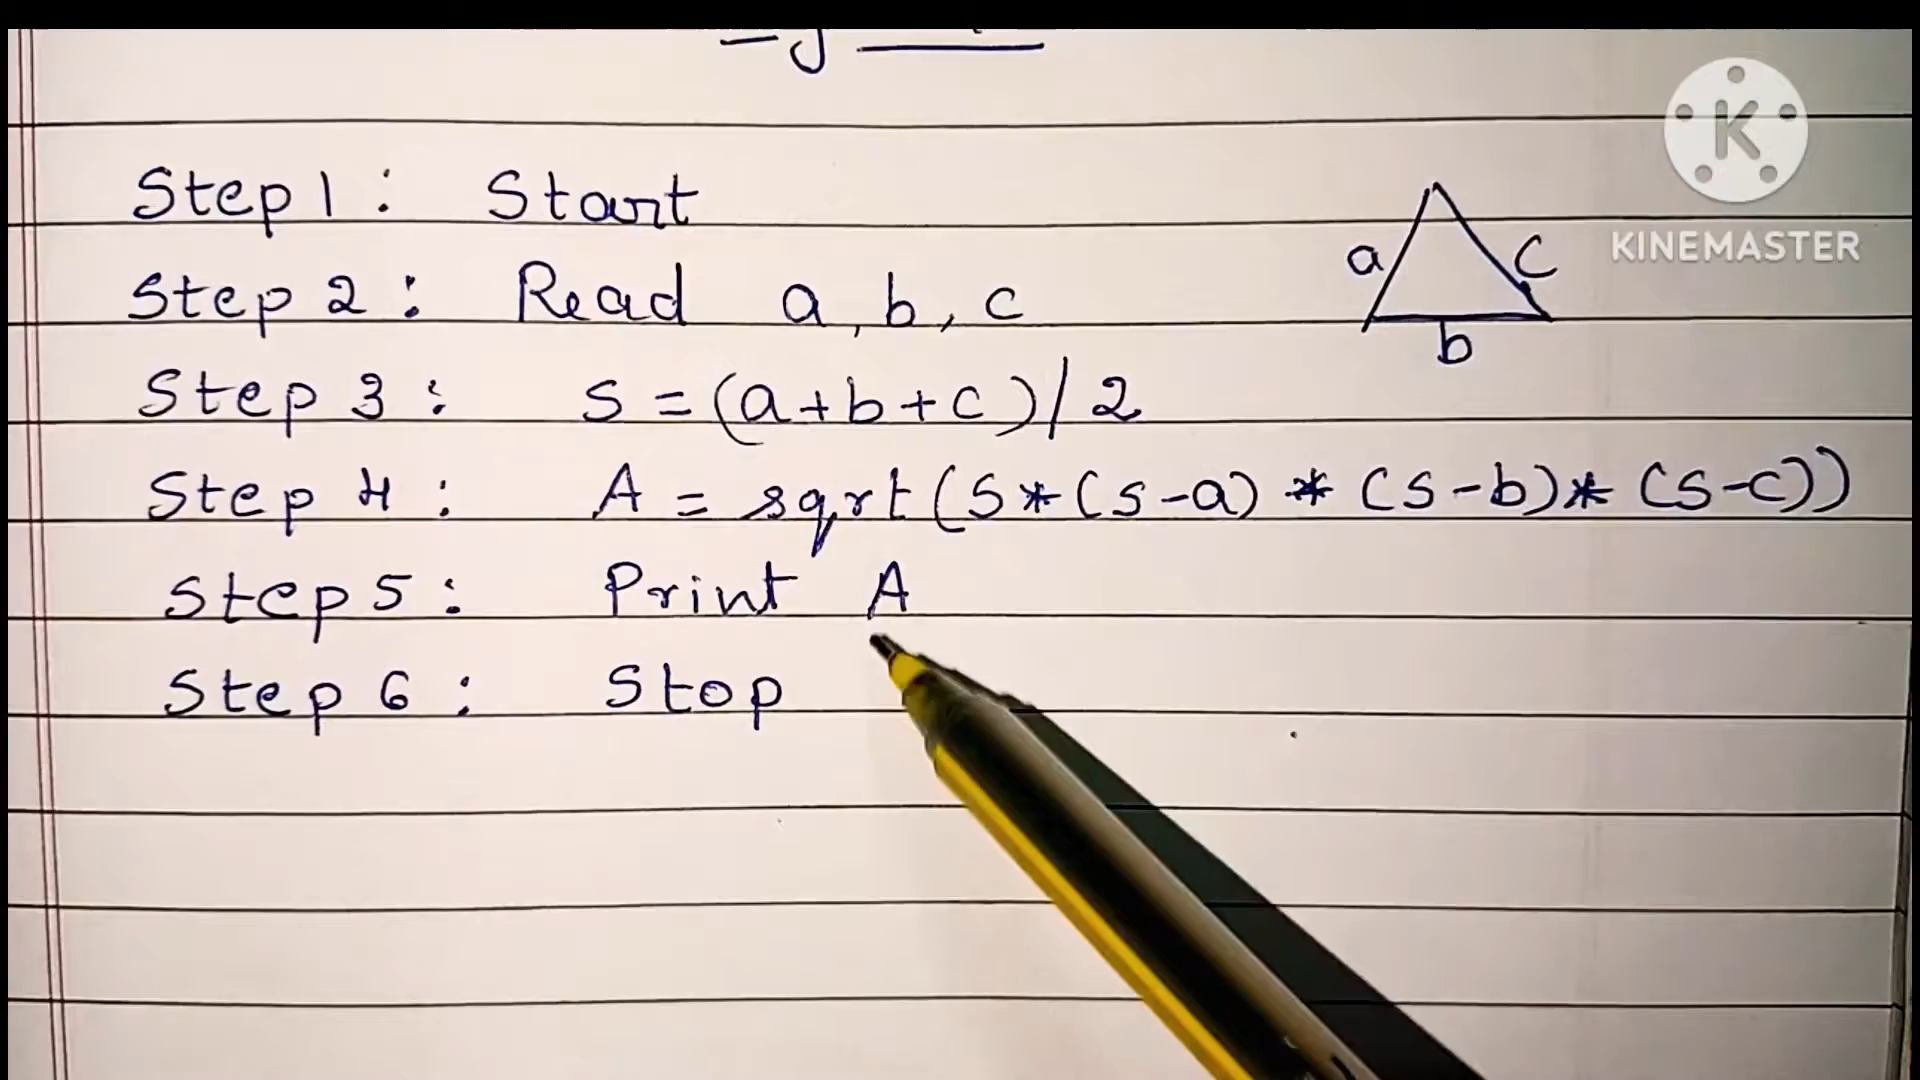 Step 1 : Start
Step 2 : Read a, b, c
Step 3 : S = (a+b+c)/2
Step 4 : A = sqrt(S*(S-a)*(S-b)*(S-c))
Step 5 : Print A
Step 6 : Stop
a
c
b
K
KINEMASTER